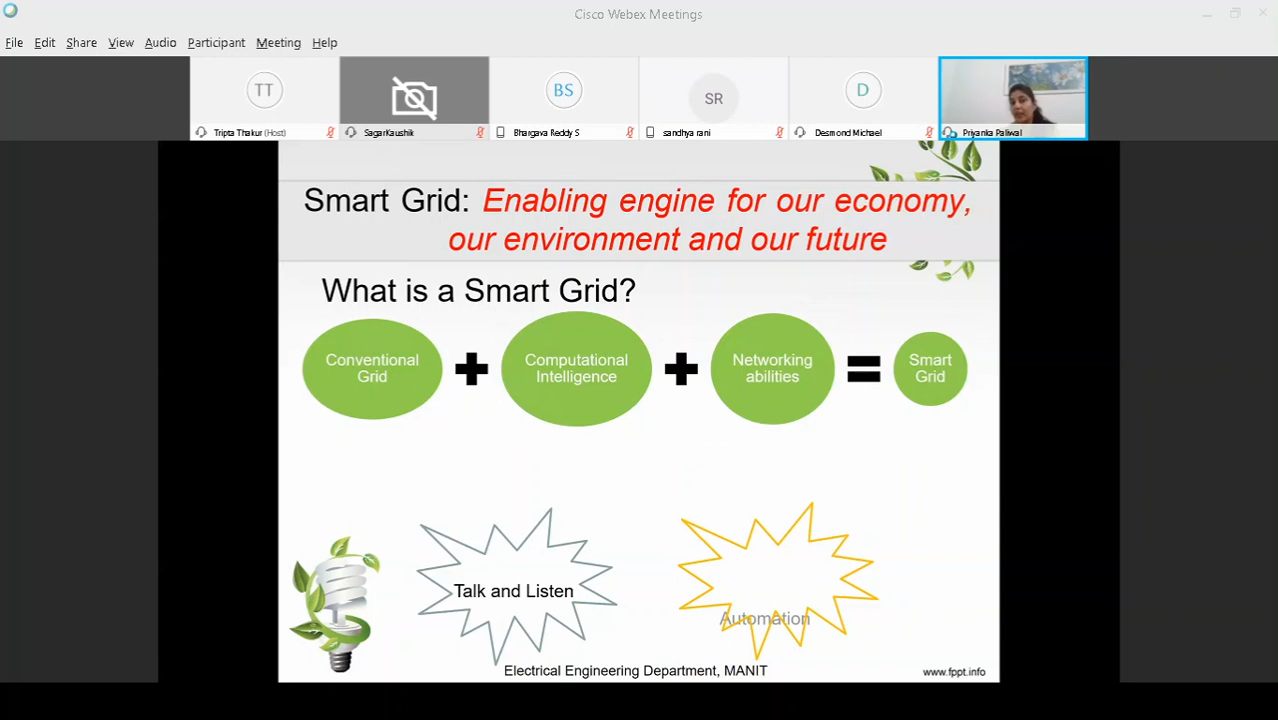 Cisco Webex Meetings
File Edit Share View Audio Participant Meeting Help
TT
BS
SR
D
Tripta Thakur (Host)
SagarKaushik
Bhargava Reddy S
sandhya rani
Desmond Michael
Priyanka Paliwal
Smart Grid: Enabling engine for our economy,
our environment and our future
What is a Smart Grid?
Conventional
Grid
Computational
Intelligence
Networking
abilities
Smart
Grid
Talk and Listen
Automation
Electrical Engineering Department, MANIT
www.fppt.info